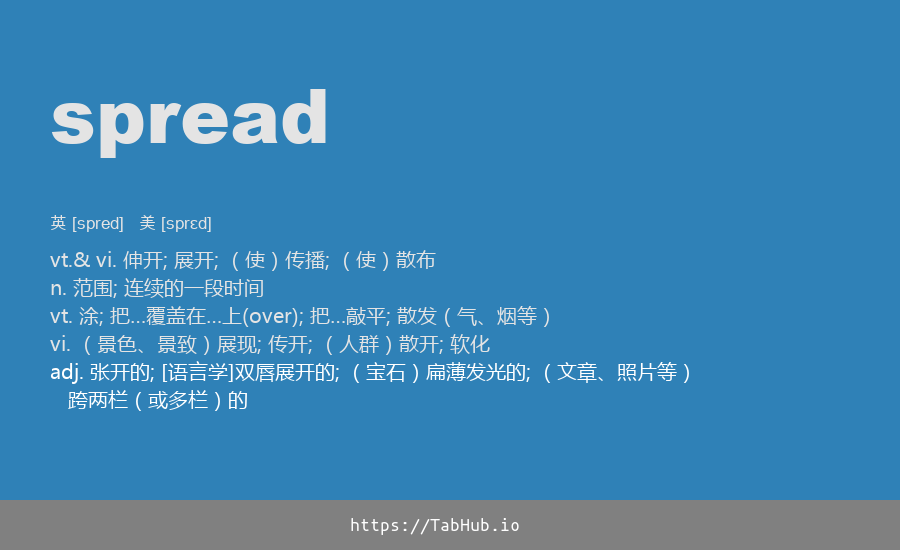 spread
英 [spred] 美 [sprɛd]
vt.& vi. 伸开; 展开; （使）传播; （使）散布
n. 范围; 连续的一段时间
vt. 涂; 把…覆盖在…上(over); 把…敲平; 散发（气、烟等）
vi. （景色、景致）展现; 传开; （人群）散开; 软化
adj. 张开的; [语言学]双唇展开的; （宝石）扁薄发光的; （文章、照片等）
跨两栏（或多栏）的
https://TabHub.io